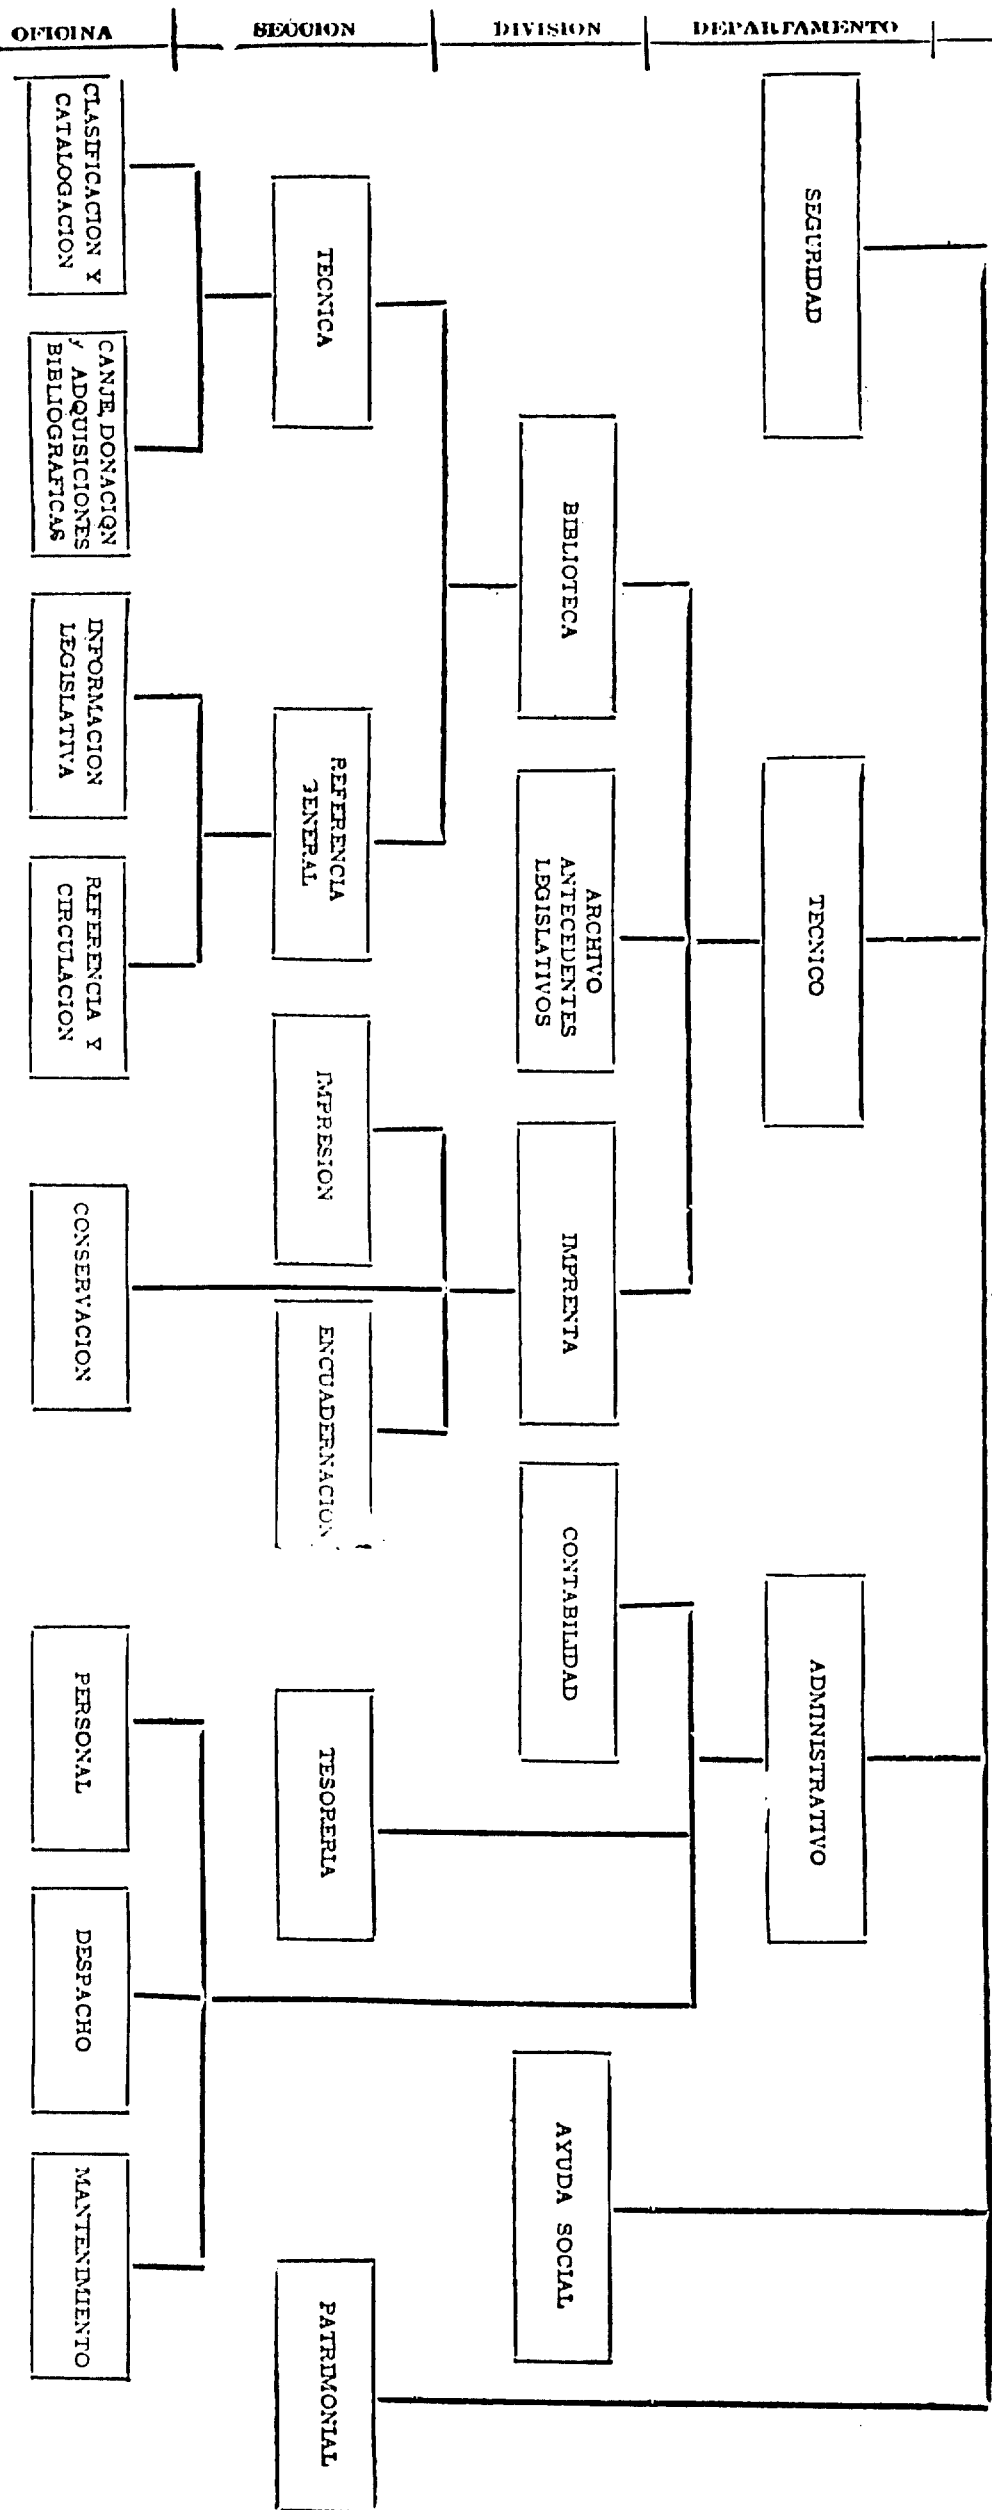 OFICINA
SECCION
DIVISION
DEPARTAMENTO
SEGURIDAD
TECNICO
ADMINISTRATIVO
BIBLIOTECA
ARCHIVO
ANTECEDENTES
LEGISLATIVOS
IMPRENTA
CONTABILIDAD
AYUDA SOCIAL
TECNICA
REFERENCIA
GENERAL
IMPRESION
ENCUADERNACION
TESORERIA
PATRIMONIAL
CLASIFICACION Y
CATALOGACION
CANJE, DONACION
y ADQUISICIONES
BIBLIOGRAFICAS
INFORMACION
LEGISLATIVA
REFERENCIA Y
CIRCULACION
CONSERVACION
PERSONAL
DESPACHO
MANTENIMIENTO